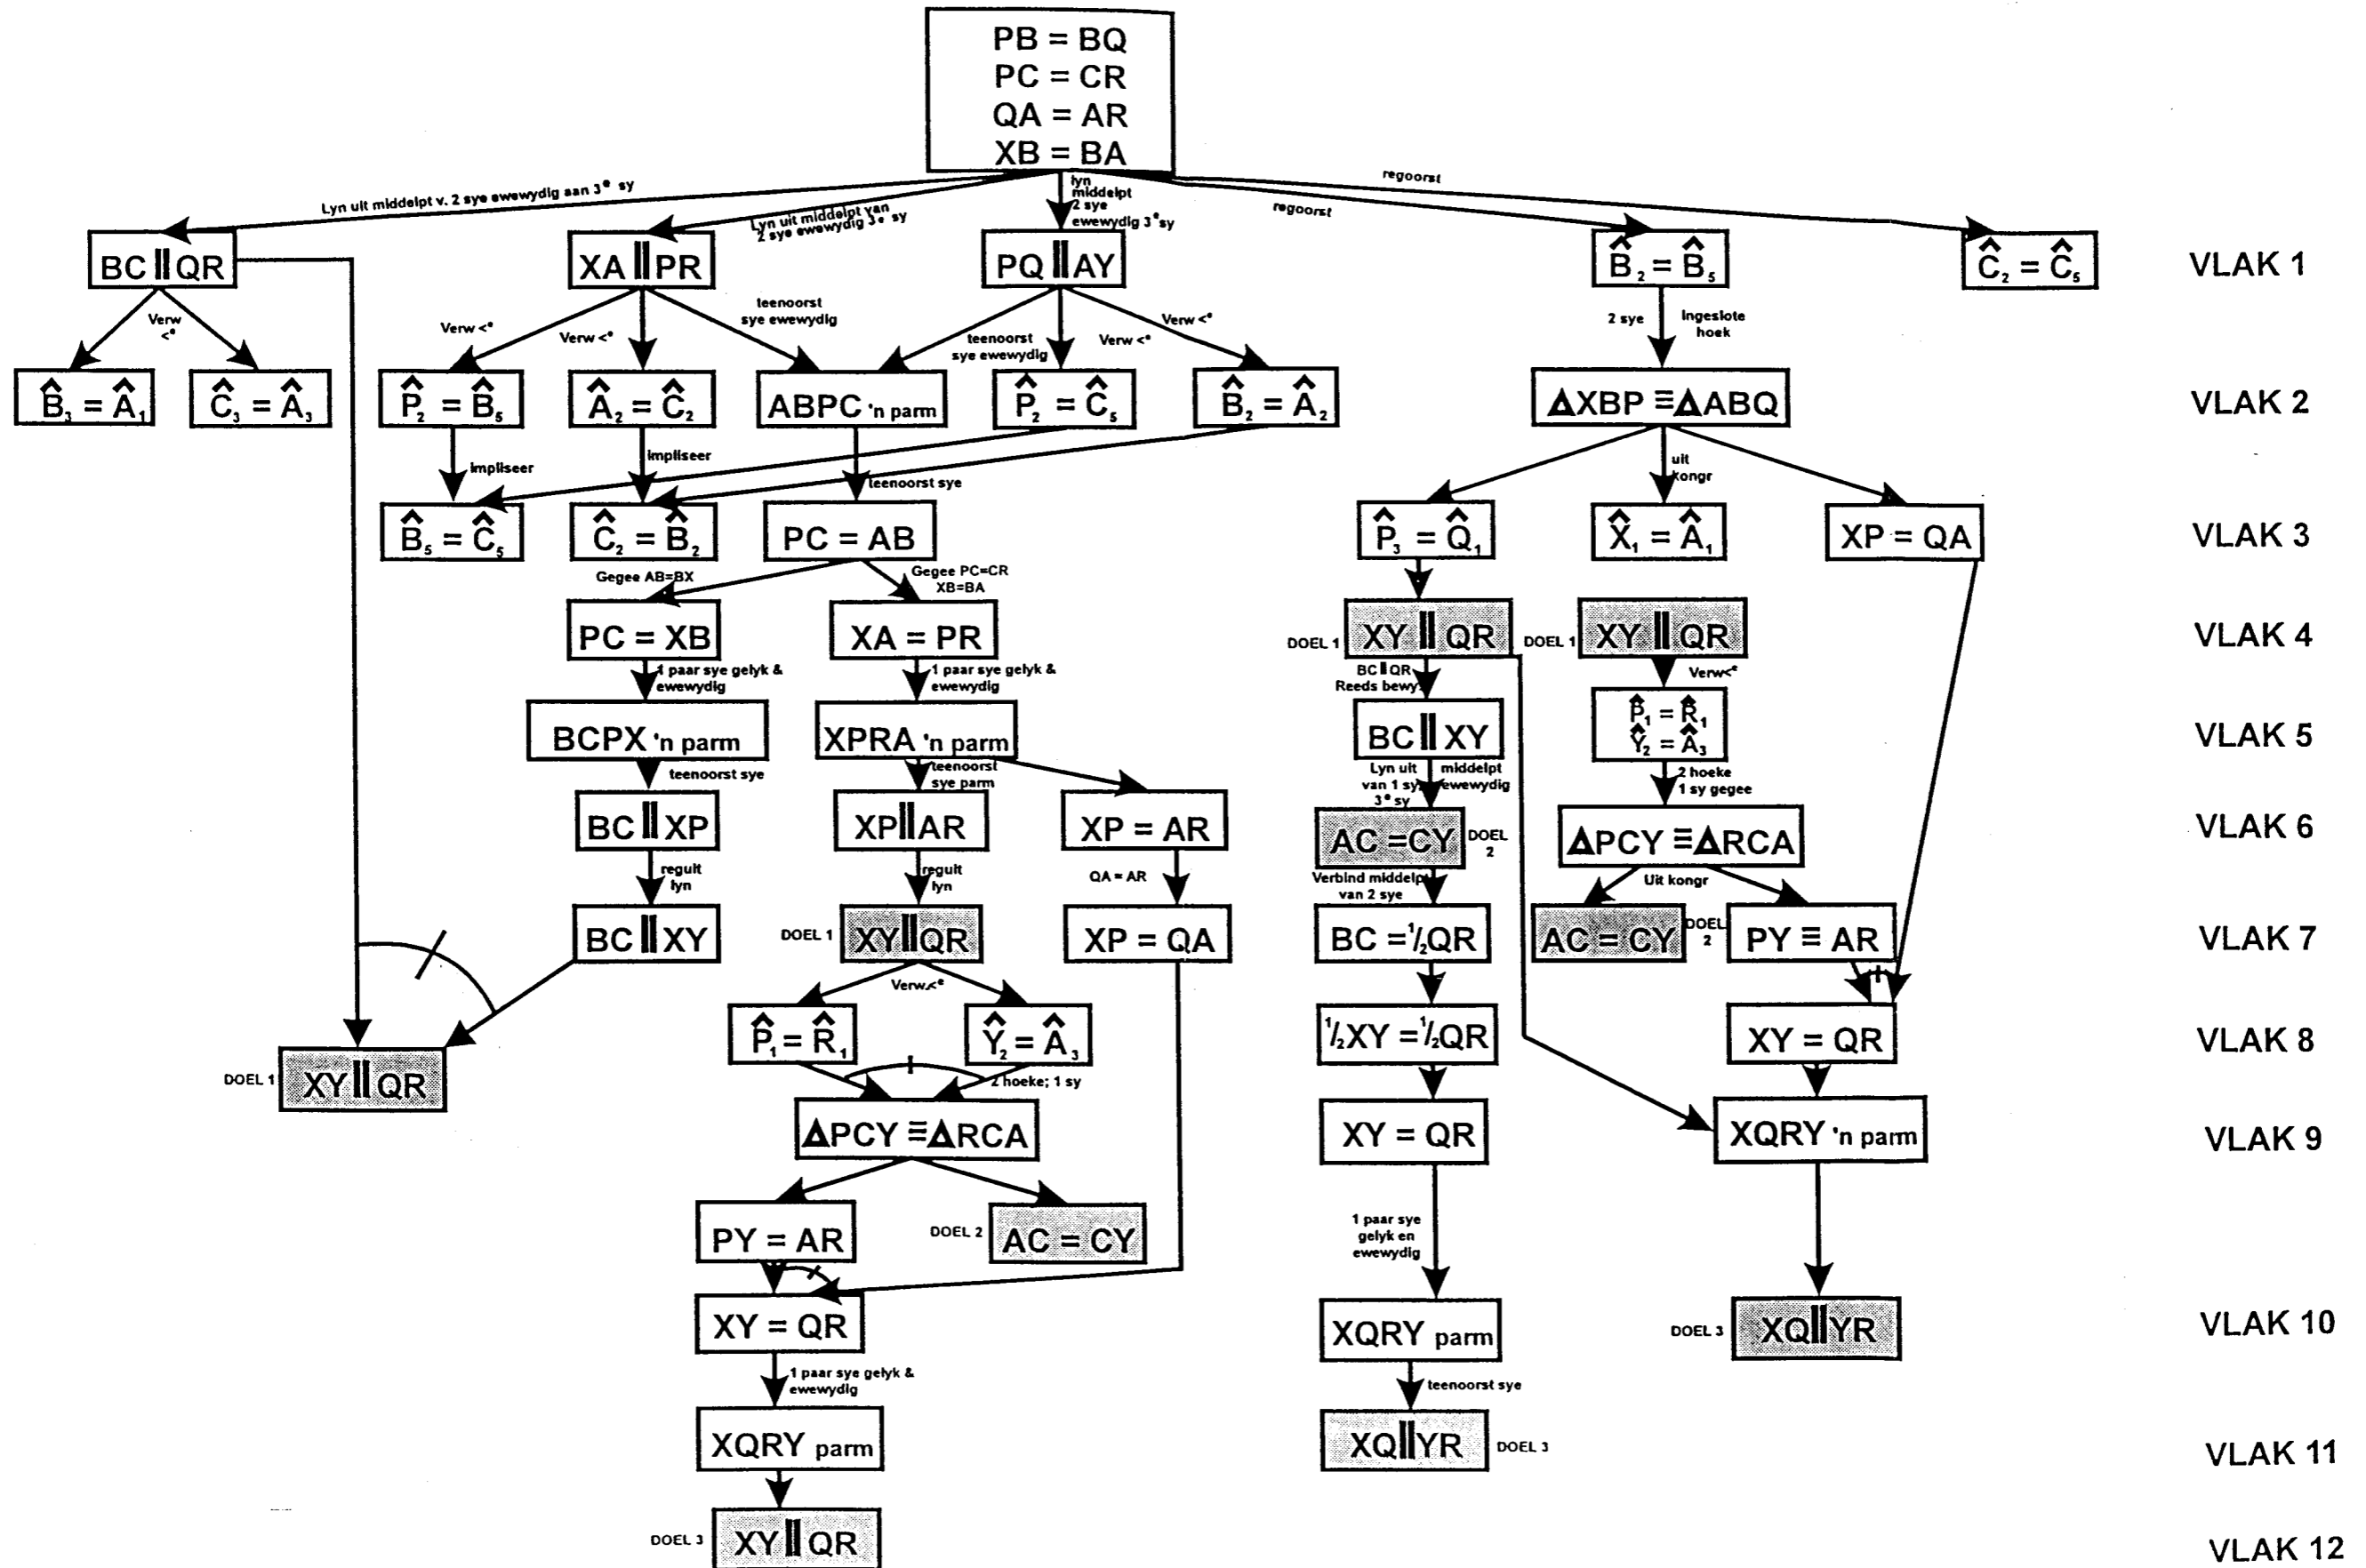 PB = BQ
PC = CR
QA = AR
XB = BA
Lyn uit middelpt v. 2 sye ewewydig aan 3e sy
Lyn uit middelpt van
2 sye ewewydig 3e sy
lyn
middelpt
2 sye
ewewydig 3e sy
regoorst
regoorst
BC ∥ QR
XA ∥ PR
PQ ∥ AY
B̂₂ = B̂₅
Ĉ₂ = Ĉ₅
VLAK 1
Verw
<e
Verw <e
Verw <e
teenoorst
sye ewewydig
teenoorst
sye ewewydig
Verw <e
Verw <e
2 sye
Ingeslote
hoek
B̂₃ = Â₁
Ĉ₃ = Â₃
P̂₂ = B̂₅
Â₂ = Ĉ₂
ABPC 'n parm
P̂₂ = Ĉ₅
B̂₂ = Â₂
ΔXBP ≡ ΔABQ
VLAK 2
impliseer
impliseer
teenoorst sye
uit
kongr
B̂₅ = Ĉ₅
Ĉ₂ = B̂₂
PC = AB
P̂₃ = Q̂₁
X̂₁ = Â₁
XP = QA
VLAK 3
Gegee AB=BX
Gegee PC=CR
XB=BA
PC = XB
XA = PR
DOEL 1
XY ∥ QR
DOEL 1
XY ∥ QR
VLAK 4
1 paar sye gelyk &
ewewydig
1 paar sye gelyk &
ewewydig
BC ∥ QR
Reeds bewy
Verw<e
BCPX 'n parm
XPRA 'n parm
BC ∥ XY
P̂₁ = R̂₁
Ŷ₂ = Â₃
VLAK 5
teenoorst sye
teenoorst
sye parm
Lyn uit middelpt
van 1 sy ewewydig
3e sy
2 hoeke
1 sy gegee
BC ∥ XP
XP ∥ AR
XP = AR
AC =CY
DOEL
2
ΔPCY ≡ ΔRCA
VLAK 6
regult
lyn
regult
lyn
QA = AR
Verbind middelpt
van 2 sye
Uit kongr
BC ∥ XY
DOEL 1
XY ∥ QR
XP = QA
BC = ½QR
AC = CY
DOEL
2
PY ≡ AR
VLAK 7
Verw.<e
P̂₁ = R̂₁
Ŷ₂ = Â₃
½XY = ½QR
XY = QR
VLAK 8
DOEL 1
XY ∥ QR
2 hoeke; 1 sy
ΔPCY ≡ ΔRCA
XY = QR
XQRY 'n parm
VLAK 9
PY = AR
DOEL 2
AC = CY
1 paar sye
gelyk en
ewewydig
XY = QR
XQRY parm
DOEL 3
XQ ∥ YR
VLAK 10
1 paar sye gelyk &
ewewydig
teenoorst sye
XQRY parm
XQ ∥ YR
DOEL 3
VLAK 11
DOEL 3
XY ∥ QR
VLAK 12